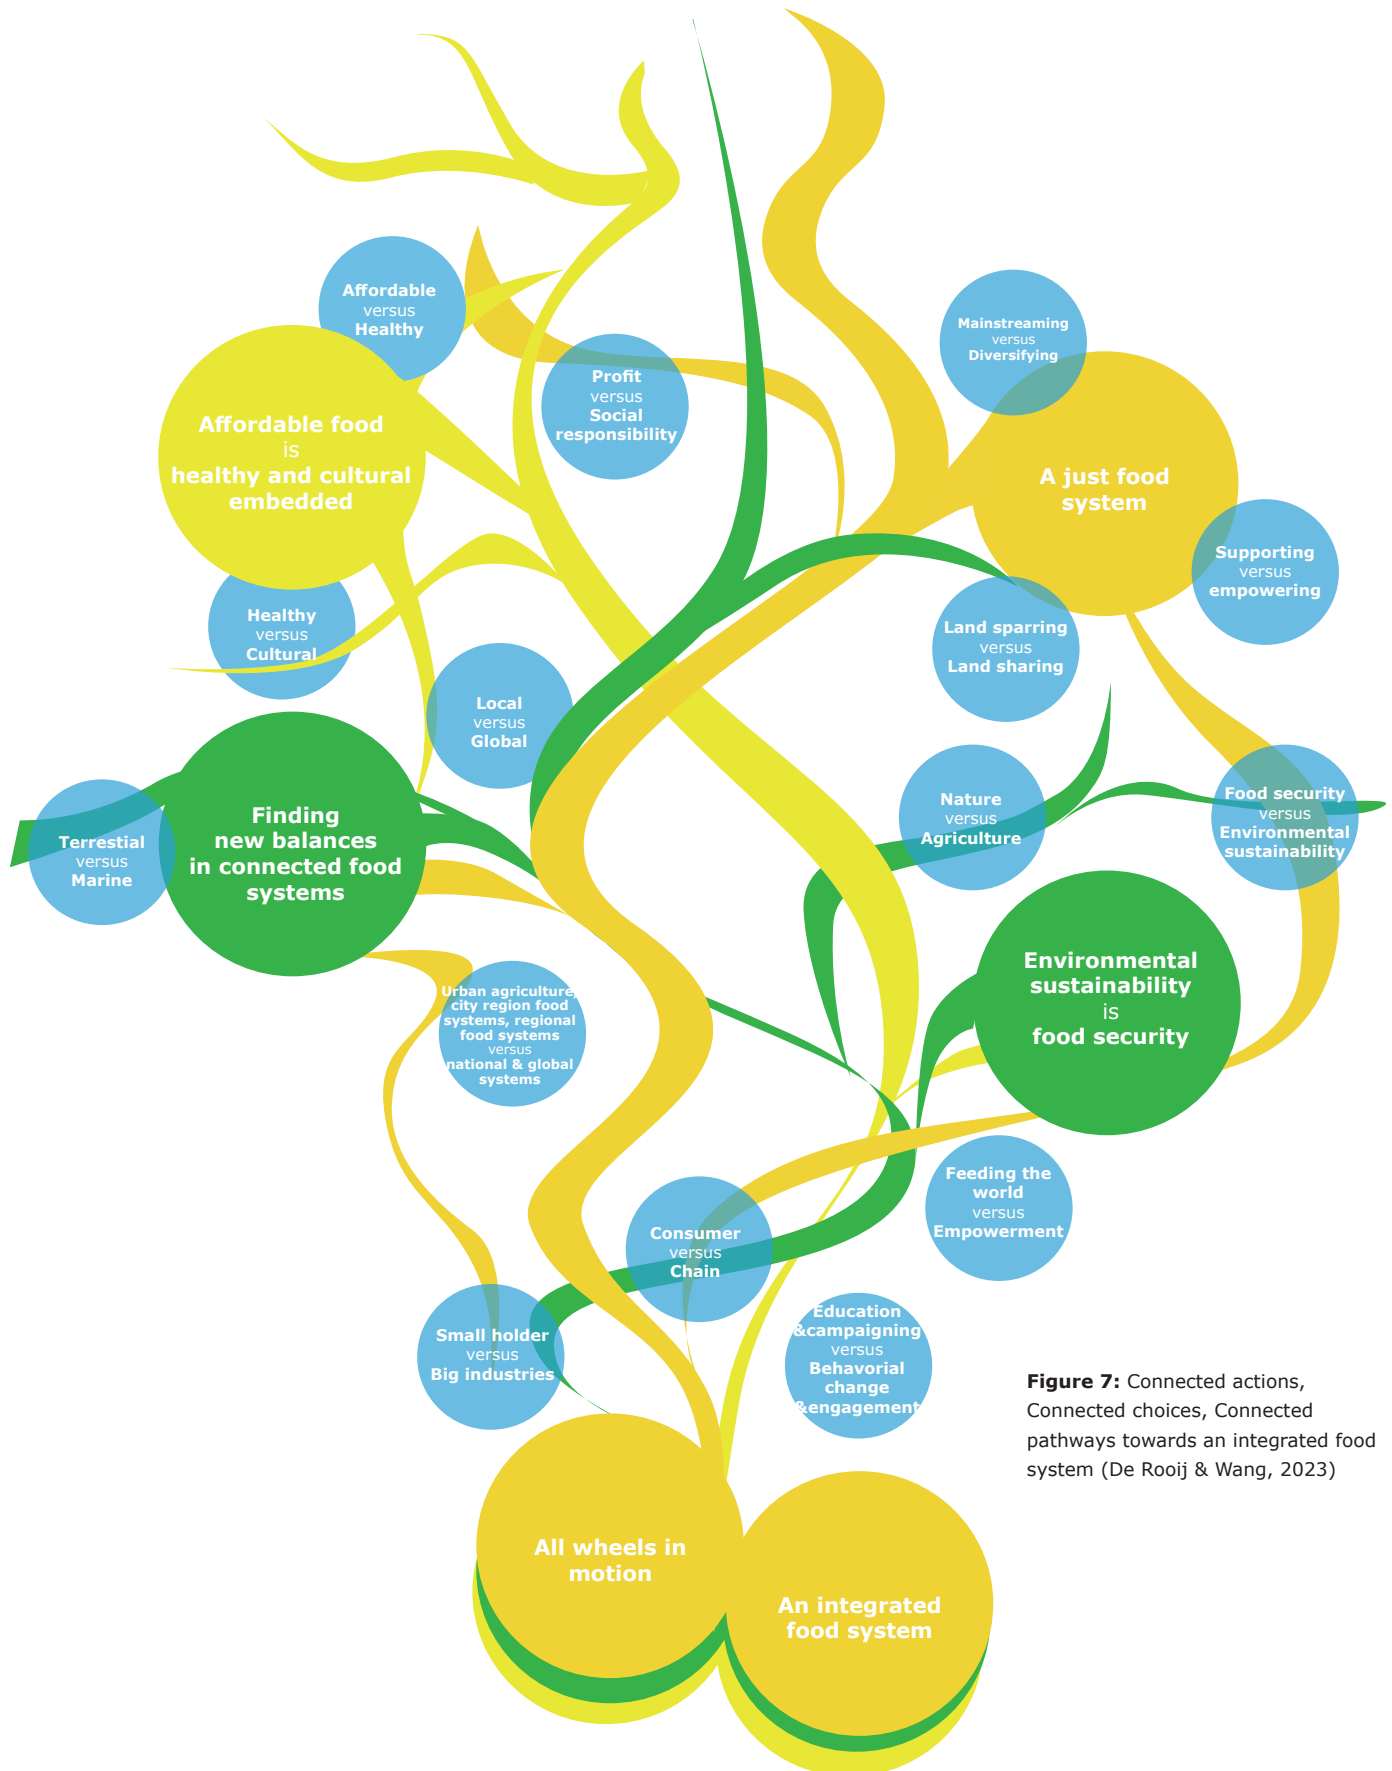 Affordable
versus
Healthy
Mainstreaming
versus
Diversifying
Profit
versus
Social
responsibility
Affordable food
is
healthy and cultural
embedded
A just food
system
Supporting
versus
empowering
Healthy
versus
Cultural
Land sparring
versus
Land sharing
Local
versus
Global
Nature
versus
Agriculture
Food security
versus
Environmental
sustainability
Finding
new balances
in connected food
systems
Terrestial
versus
Marine
Environmental
sustainability
is
food security
Urban agriculture,
city region food
systems, regional
food systems
versus
national & global
systems
Feeding the
world
versus
Empowerment
Consumer
versus
Chain
Small holder
versus
Big industries
Education
&campaigning
versus
Behavorial
change
&engagement
Figure 7: Connected actions,
Connected choices, Connected
pathways towards an integrated food
system (De Rooij & Wang, 2023)
All wheels in
motion
An integrated
food system